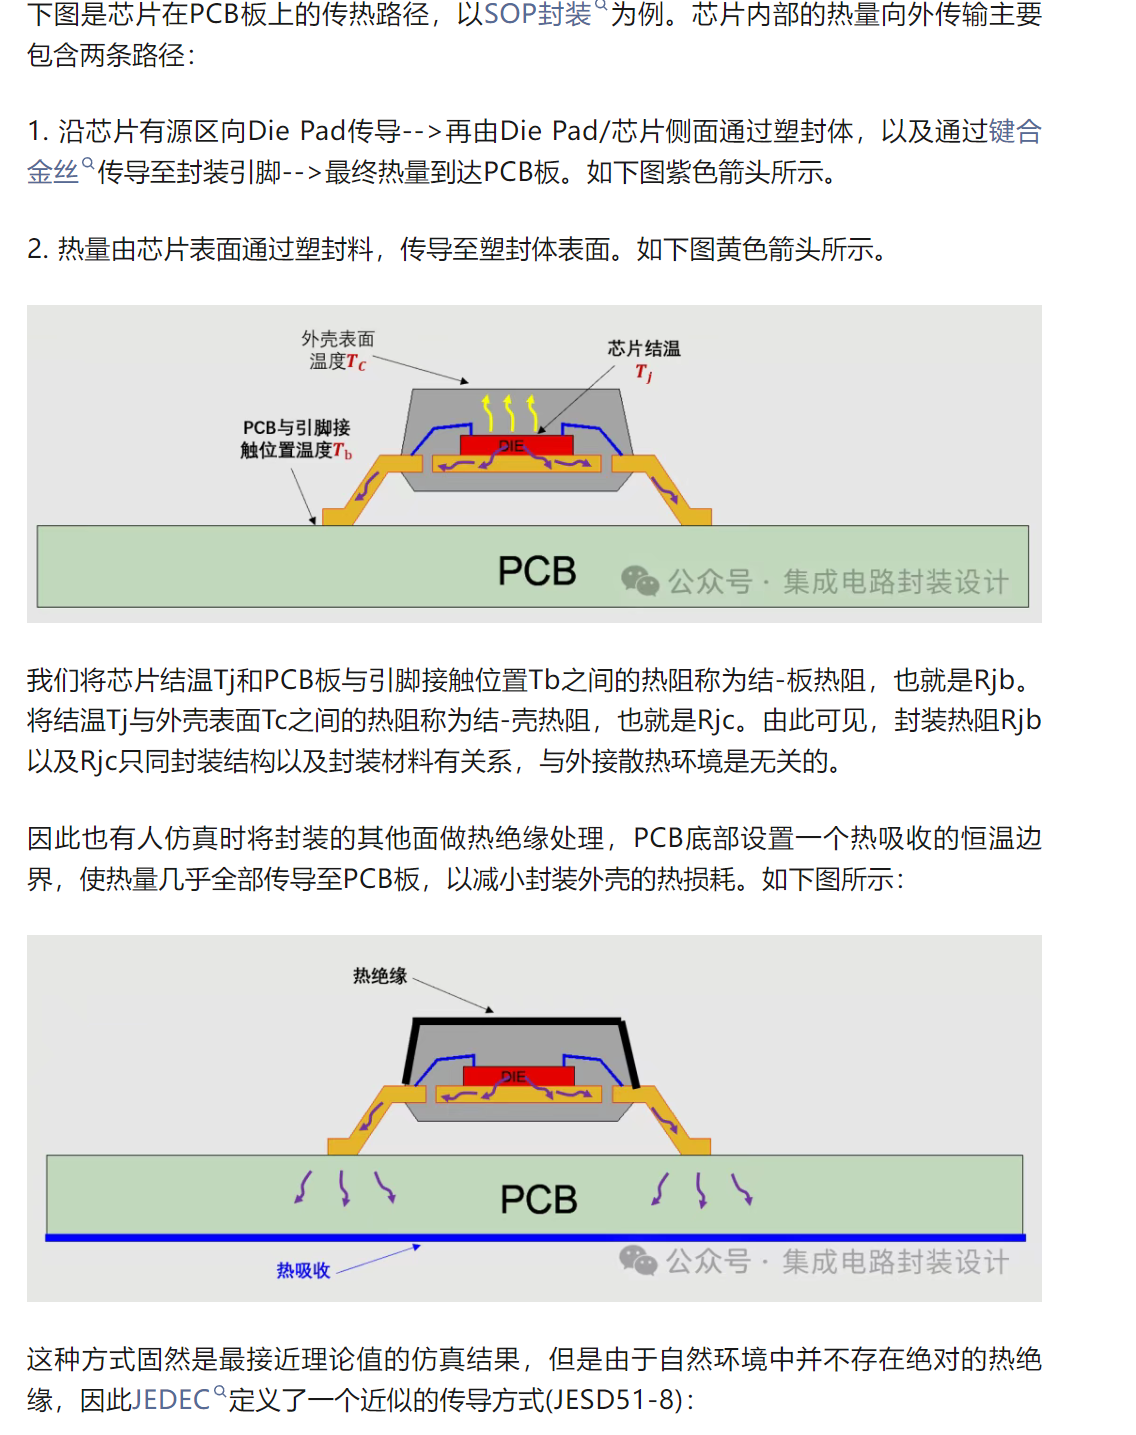 下图是芯片在PCB板上的传热路径，以SOP封装为例。芯片内部的热量向外传输主要
包含两条路径：
1. 沿芯片有源区向Die Pad传导-->再由Die Pad/芯片侧面通过塑封体，以及通过键合
金丝传导至封装引脚-->最终热量到达PCB板。如下图紫色箭头所示。
2. 热量由芯片表面通过塑封料，传导至塑封体表面。如下图黄色箭头所示。
外壳表面
温度Tc
芯片结温
Tj
PCB与引脚接
触位置温度Tb
DIE
PCB
公众号·集成电路封装设计
我们将芯片结温Tj和PCB板与引脚接触位置Tb之间的热阻称为结-板热阻，也就是Rjb。
将结温Tj与外壳表面Tc之间的热阻称为结-壳热阻，也就是Rjc。由此可见，封装热阻Rjb
以及Rjc只同封装结构以及封装材料有关系，与外接散热环境是无关的。
因此也有人仿真时将封装的其他面做热绝缘处理，PCB底部设置一个热吸收的恒温边
界，使热量几乎全部传导至PCB板，以减小封装外壳的热损耗。如下图所示：
热绝缘
DIE
PCB
公众号·集成电路封装设计
热吸收
这种方式固然是最接近理论值的仿真结果，但是由于自然环境中并不存在绝对的热绝
缘，因此JEDEC定义了一个近似的传导方式(JESD51-8)：